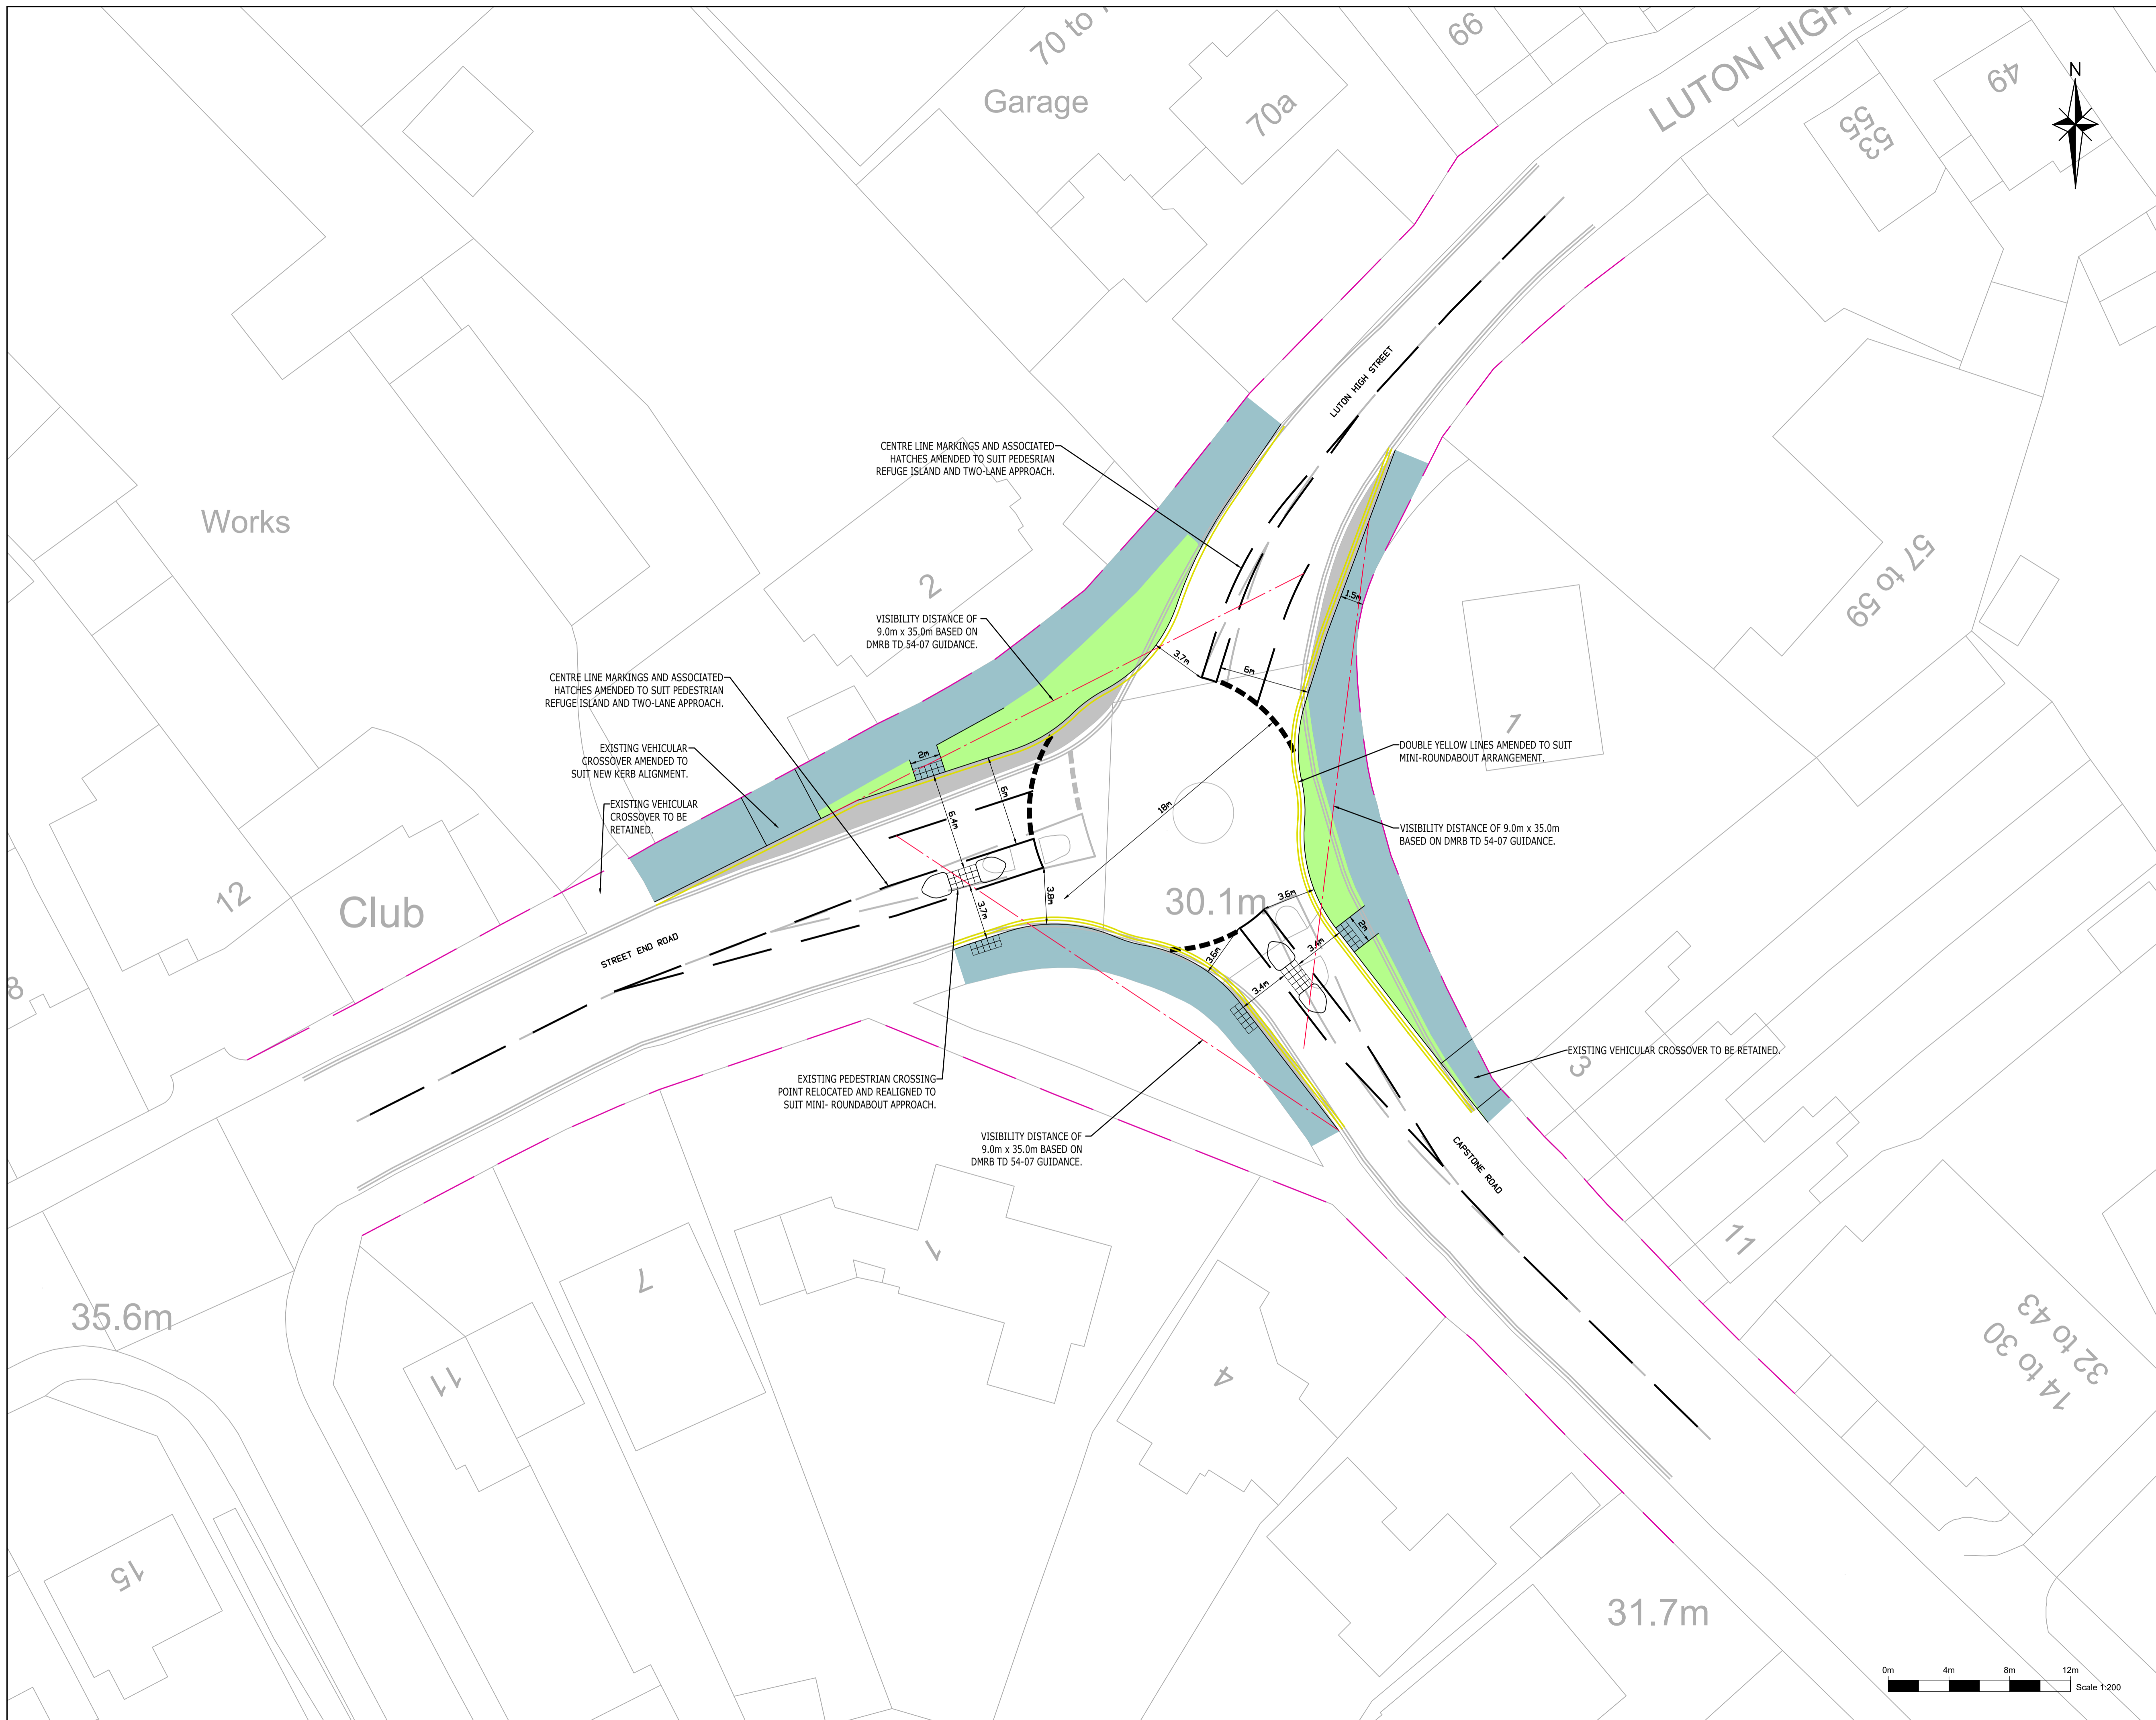 70 to
66
LUTON HIGH
Garage
70a
49
53
55
N
LUTON HIGH STREET
CENTRE LINE MARKINGS AND ASSOCIATED
HATCHES AMENDED TO SUIT PEDESRIAN
REFUGE ISLAND AND TWO-LANE APPROACH.
Works
2
57 to 59
1.5m
VISIBILITY DISTANCE OF
9.0m x 35.0m BASED ON
DMRB TD 54-07 GUIDANCE.
3.7m
6m
CENTRE LINE MARKINGS AND ASSOCIATED
HATCHES AMENDED TO SUIT PEDESTRIAN
REFUGE ISLAND AND TWO-LANE APPROACH.
1
EXISTING VEHICULAR
CROSSOVER AMENDED TO
SUIT NEW KERB ALIGNMENT.
2m
DOUBLE YELLOW LINES AMENDED TO SUIT
MINI-ROUNDABOUT ARRANGEMENT.
EXISTING VEHICULAR
CROSSOVER TO BE
RETAINED.
6m
18m
VISIBILITY DISTANCE OF 9.0m x 35.0m
BASED ON DMRB TD 54-07 GUIDANCE.
12
Club
3.8m
3.7m
30.1m
3.6m
2m
STREET END ROAD
3.6m
3.4m
3.4m
8
EXISTING VEHICULAR CROSSOVER TO BE RETAINED.
3
EXISTING PEDESTRIAN CROSSING
POINT RELOCATED AND REALIGNED TO
SUIT MINI- ROUNDABOUT APPROACH.
VISIBILITY DISTANCE OF
9.0m x 35.0m BASED ON
DMRB TD 54-07 GUIDANCE.
CAPSTONE ROAD
11
1
7
35.6m
11
4
32 to 43
14 to 30
15
31.7m
0m 4m 8m 12m
Scale 1:200